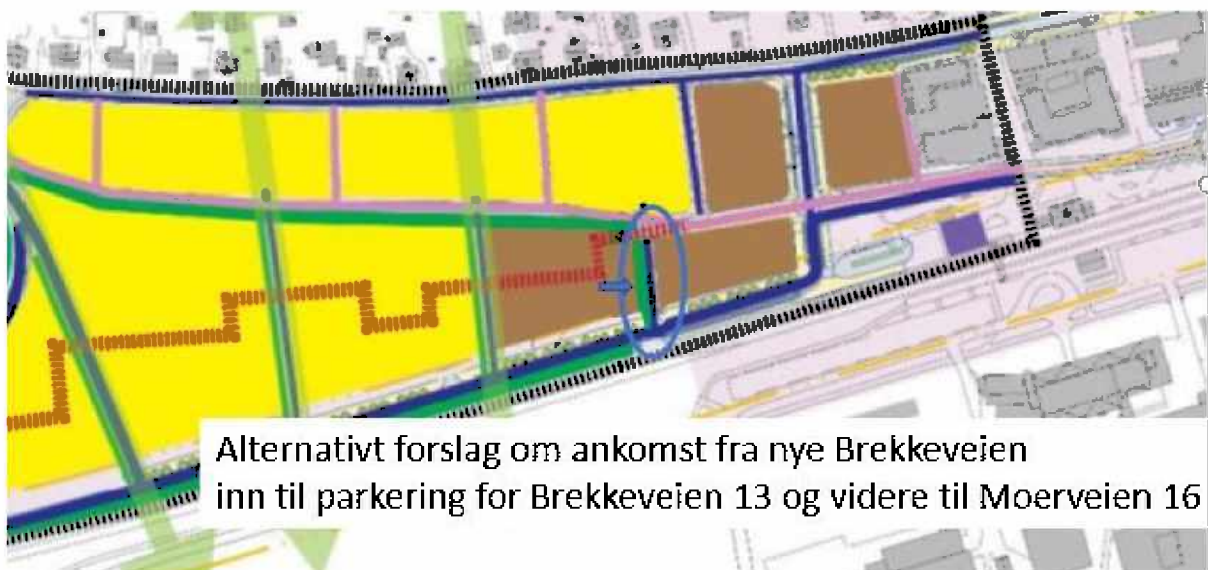 Alternativt forslag om ankomst fra nye Brekkeveien
inn til parkering for Brekkeveien 13 og videre til Moerveien 16